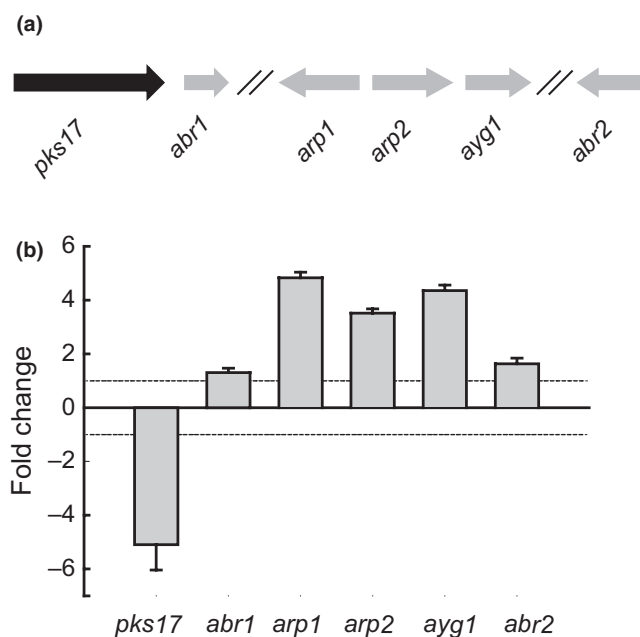 (a)
pks17 abr1 arp1 arp2 ayg1 abr2
(b)
Fold change
6
4
2
0
–2
–4
–6
pks17 abr1 arp1 arp2 ayg1 abr2